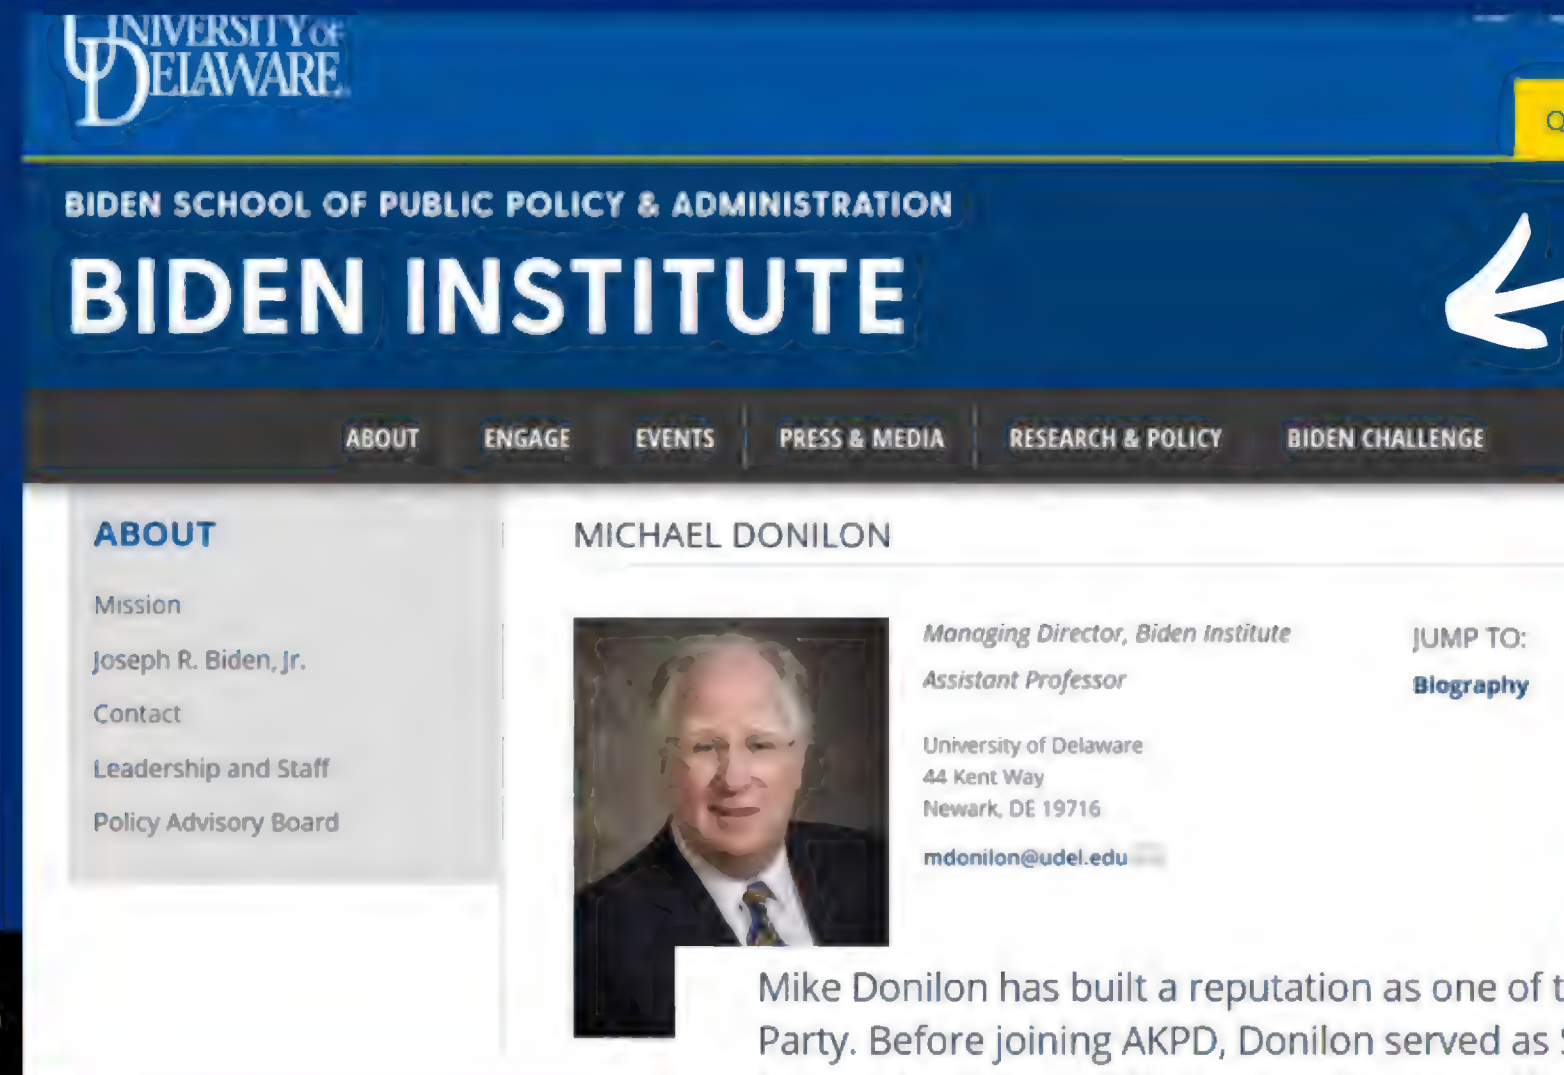 UNIVERSITY OF
DELAWARE
BIDEN SCHOOL OF PUBLIC POLICY & ADMINISTRATION
BIDEN INSTITUTE
ABOUT ENGAGE EVENTS PRESS & MEDIA RESEARCH & POLICY BIDEN CHALLENGE
ABOUT
Mission
Joseph R. Biden, Jr.
Contact
Leadership and Staff
Policy Advisory Board
MICHAEL DONILON
Managing Director, Biden Institute
Assistant Professor
University of Delaware
44 Kent Way
Newark, DE 19716
mdonilon@udel.edu
JUMP TO:
Biography
Mike Donilon has built a reputation as one of
Party. Before joining AKPD, Donilon served as